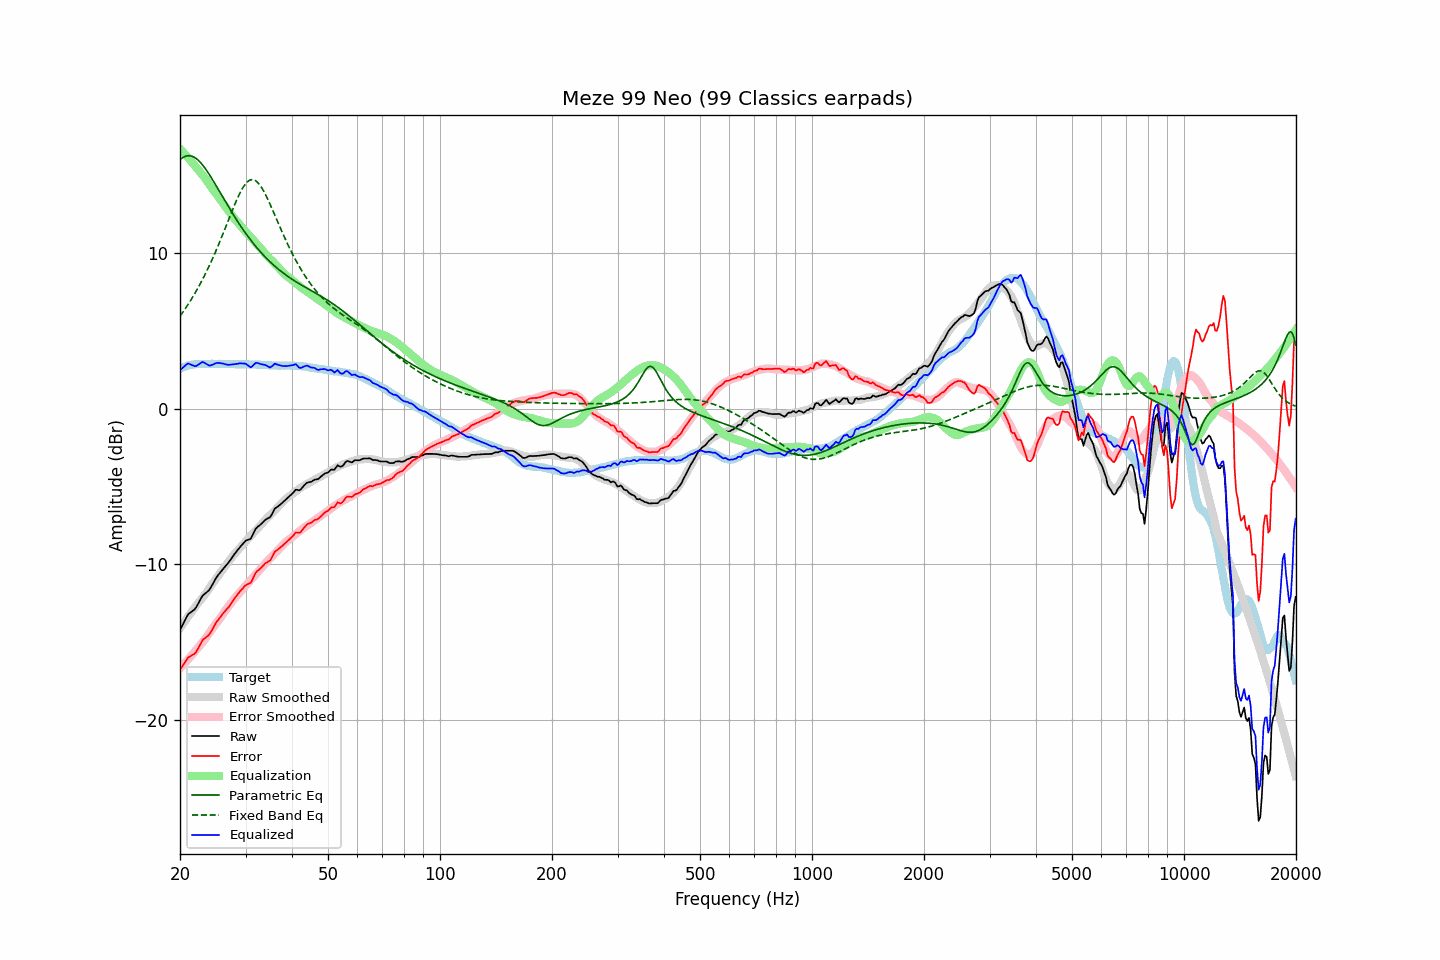 Meze 99 Neo (99 Classics earpads)
Amplitude (dBr)
10
0
−10
−20
Target
Raw Smoothed
Error Smoothed
Raw
Error
Equalization
Parametric Eq
Fixed Band Eq
Equalized
20 50 100 200 500 1000 2000 5000 10000 20000
Frequency (Hz)